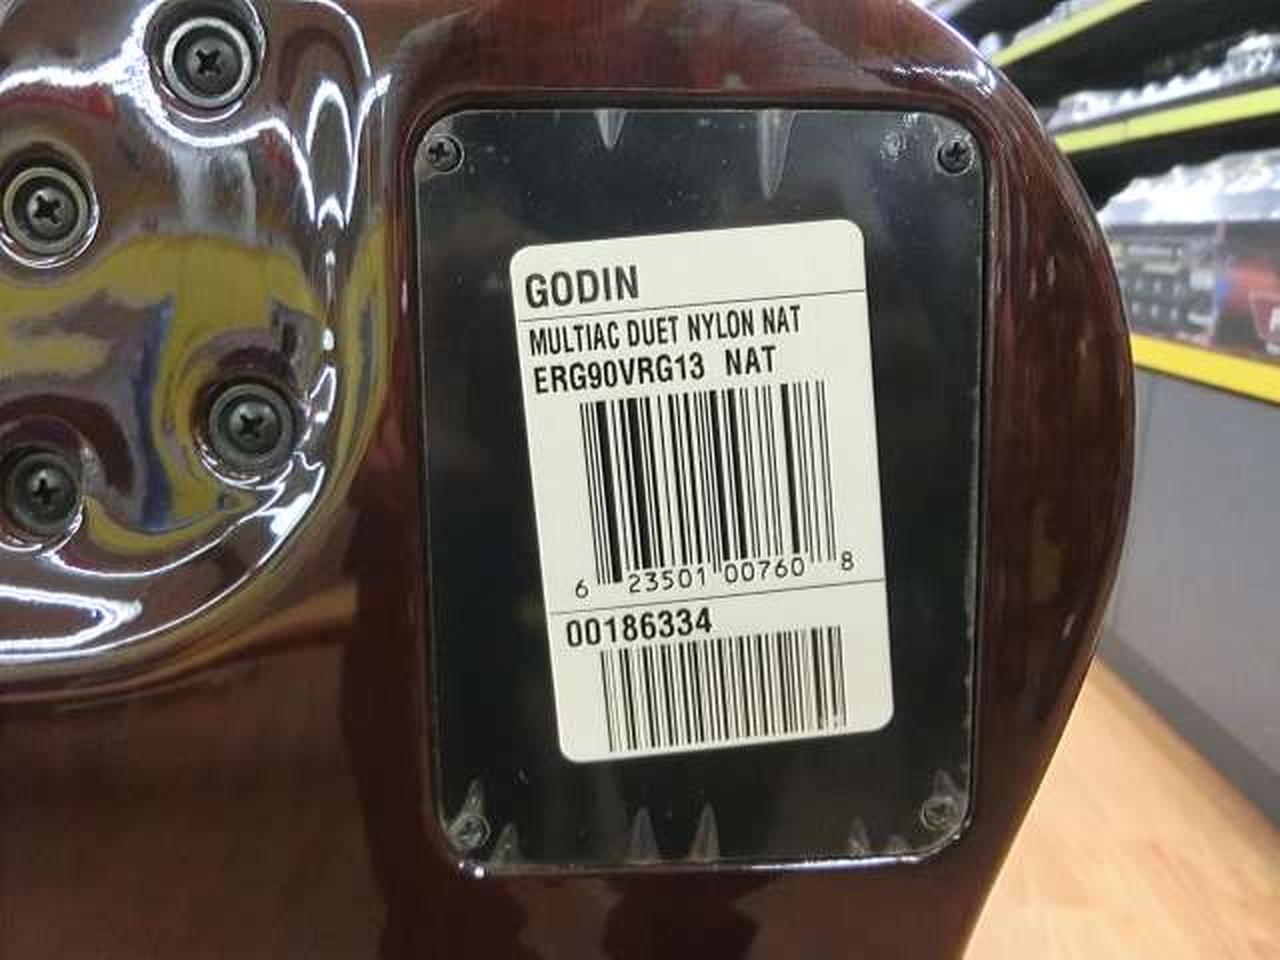 GODIN
MULTIAC DUET NYLON NAT
ERG90VRG13 NAT
6 23501 00760 8
00186334